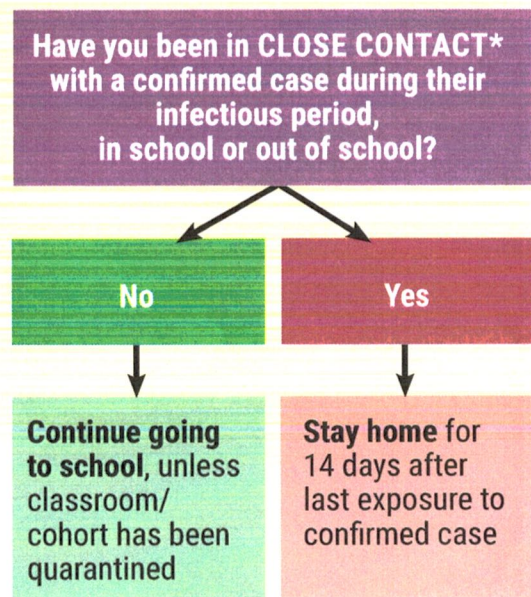 Have you been in CLOSE CONTACT*
with a confirmed case during their
infectious period,
in school or out of school?
No
Yes
Continue going
to school, unless
classroom/
cohort has been
quarantined
Stay home for
14 days after
last exposure to
confirmed case